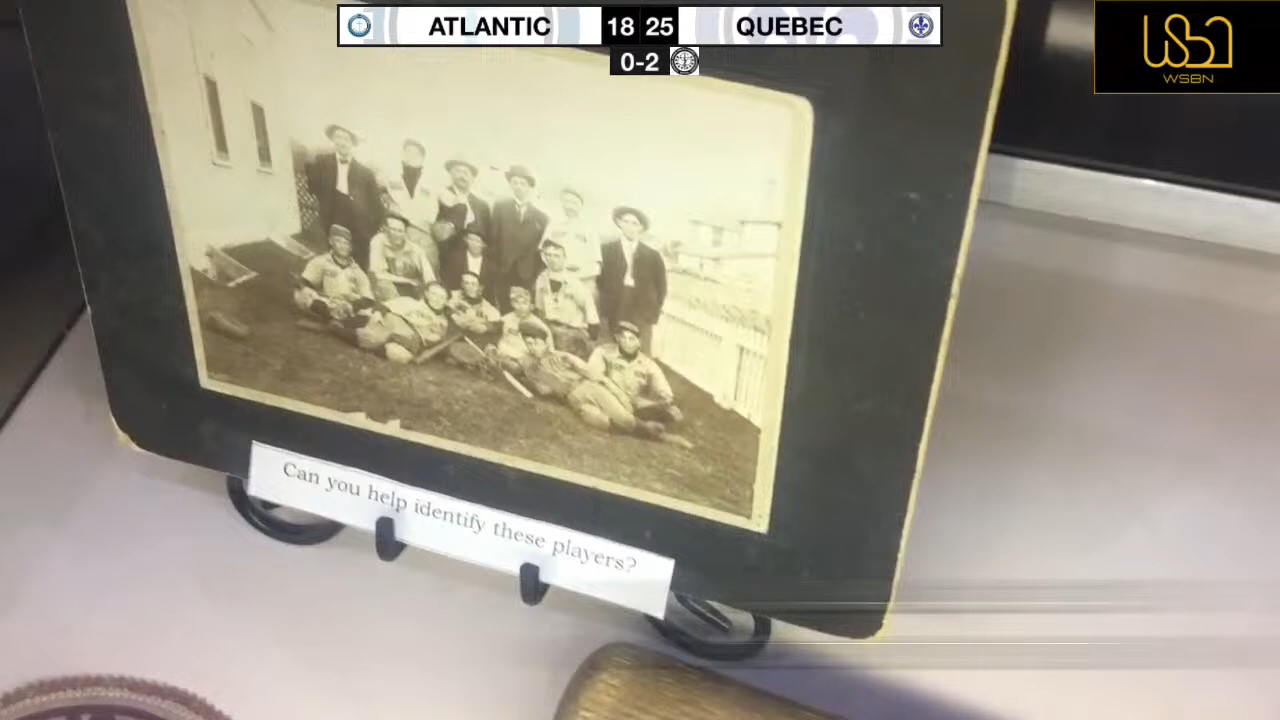 ATLANTIC 18 25 QUEBEC
0-2
WSBN
Can you help identify these players?